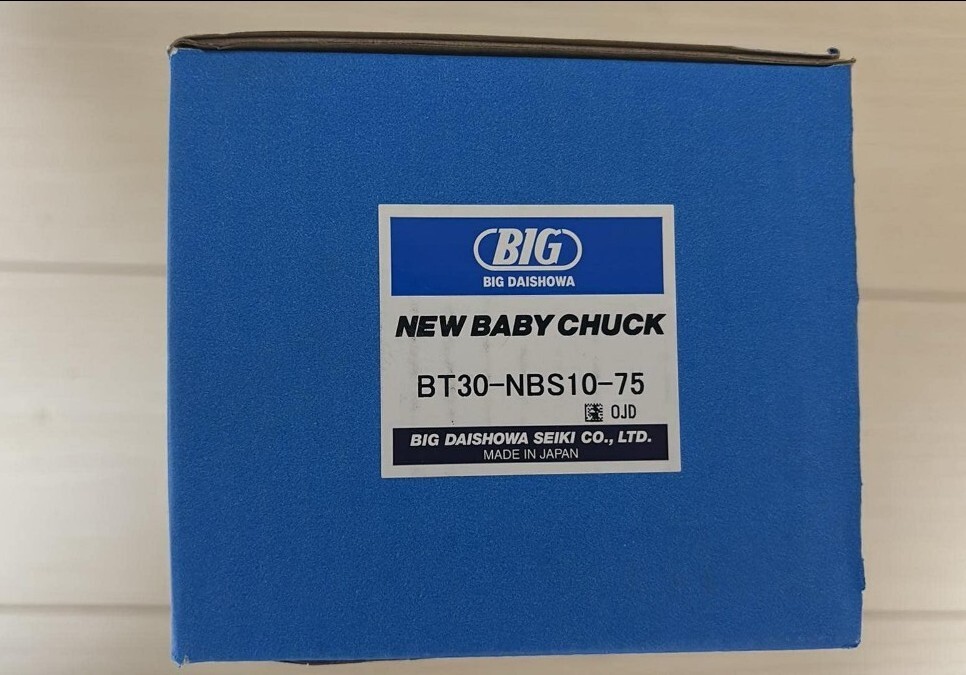 BIG
BIG DAISHOWA
NEW BABY CHUCK
BT30-NBS10-75
OJD
BIG DAISHOWA SEIKI CO., LTD.
MADE IN JAPAN